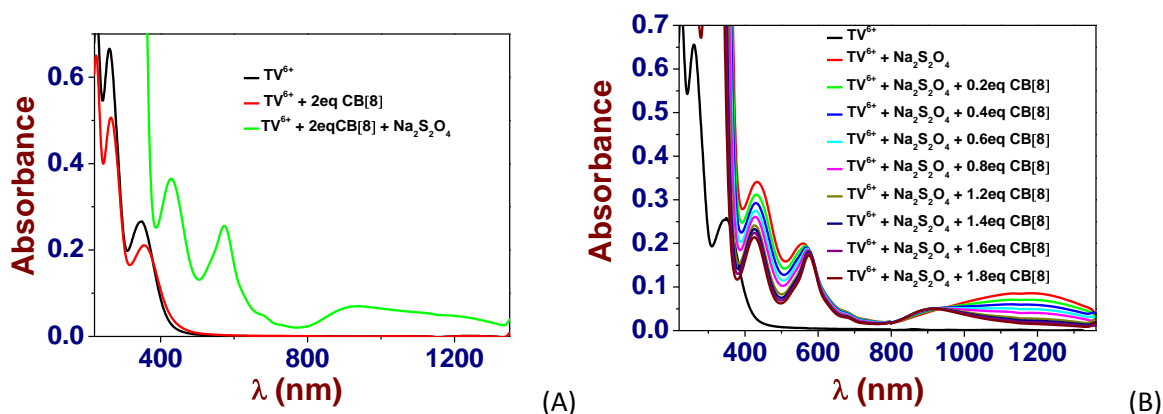 TV⁶⁺
TV⁶⁺ + 2eq CB[8]
TV⁶⁺ + 2eqCB[8] + Na₂S₂O₄
Absorbance
0.6
0.4
0.2
0.0
400
600
800
1000
1200
λ (nm)
(A)
TV⁶⁺
TV⁶⁺ + Na₂S₂O₄
TV⁶⁺ + Na₂S₂O₄ + 0.2eq CB[8]
TV⁶⁺ + Na₂S₂O₄ + 0.4eq CB[8]
TV⁶⁺ + Na₂S₂O₄ + 0.6eq CB[8]
TV⁶⁺ + Na₂S₂O₄ + 0.8eq CB[8]
TV⁶⁺ + Na₂S₂O₄ + 1.2eq CB[8]
TV⁶⁺ + Na₂S₂O₄ + 1.4eq CB[8]
TV⁶⁺ + Na₂S₂O₄ + 1.6eq CB[8]
TV⁶⁺ + Na₂S₂O₄ + 1.8eq CB[8]
Absorbance
0.7
0.6
0.5
0.4
0.3
0.2
0.1
0.0
400
600
800
1000
1200
λ (nm)
(B)